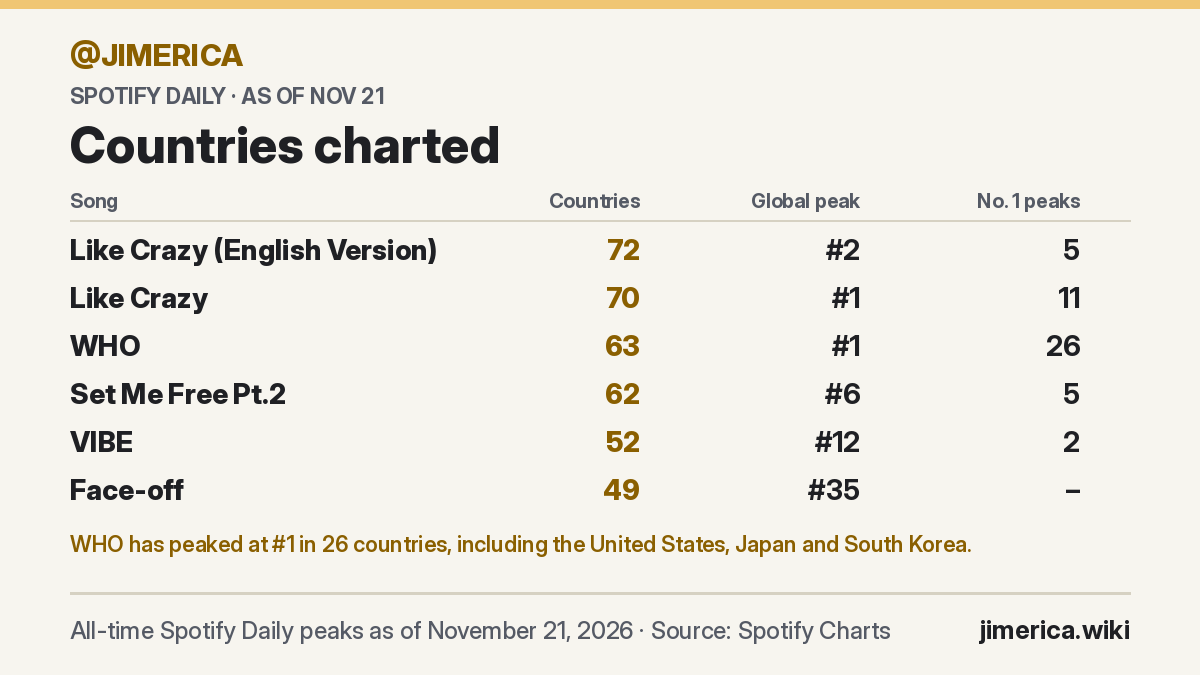 @JIMERICA
SPOTIFY DAILY · AS OF NOV 21
Countries charted
Song Countries Global peak No. 1 peaks
Like Crazy (English Version) 72 #2 5
Like Crazy 70 #1 11
WHO 63 #1 26
Set Me Free Pt.2 62 #6 5
VIBE 52 #12 2
Face-off 49 #35 –
WHO has peaked at #1 in 26 countries, including the United States, Japan and South Korea.
All-time Spotify Daily peaks as of November 21, 2026 · Source: Spotify Charts jimerica.wiki